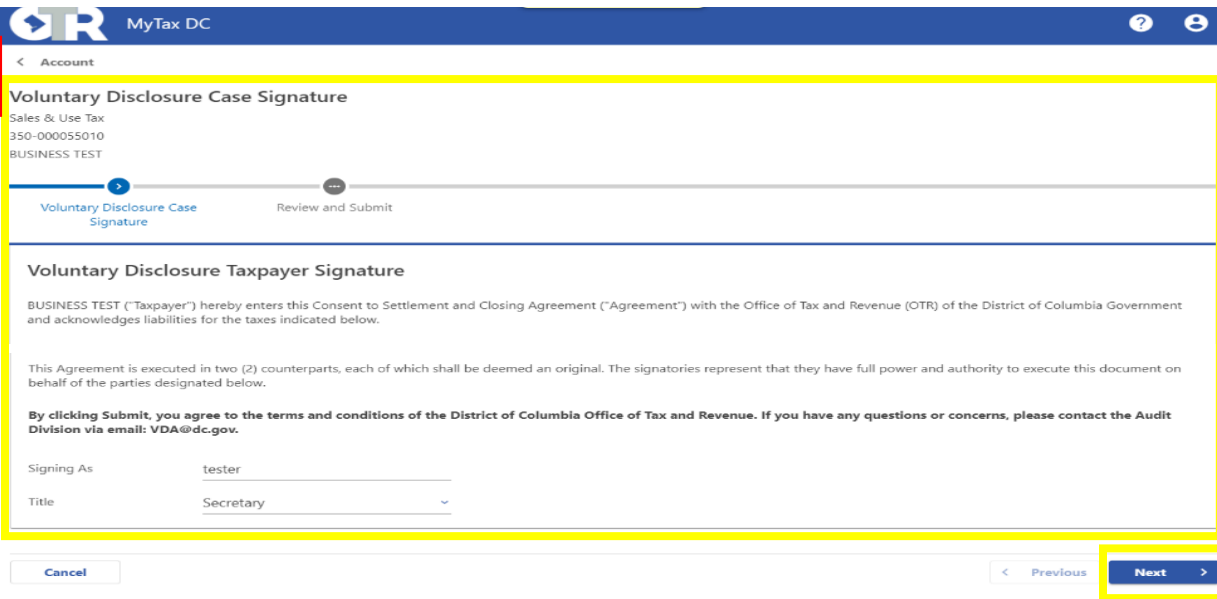 OTR MyTax DC
Account
Voluntary Disclosure Case Signature
Sales & Use Tax
350-000055010
BUSINESS TEST
Voluntary Disclosure Case
Signature
Review and Submit
Voluntary Disclosure Taxpayer Signature
BUSINESS TEST ("Taxpayer") hereby enters this Consent to Settlement and Closing Agreement ("Agreement") with the Office of Tax and Revenue (OTR) of the District of Columbia Government
and acknowledges liabilities for the taxes indicated below.
This Agreement is executed in two (2) counterparts, each of which shall be deemed an original. The signatories represent that they have full power and authority to execute this document on
behalf of the parties designated below.
By clicking Submit, you agree to the terms and conditions of the District of Columbia Office of Tax and Revenue. If you have any questions or concerns, please contact the Audit
Division via email: VDA@dc.gov.
Signing As tester
Title Secretary
Cancel Previous Next